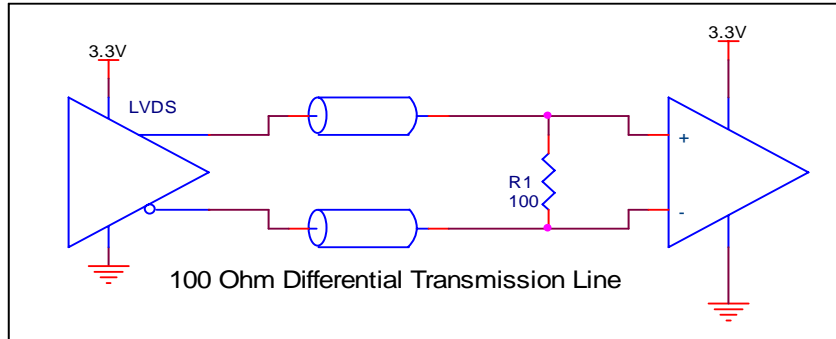 3.3V
3.3V
LVDS
+
R1
100
-
100 Ohm Differential Transmission Line